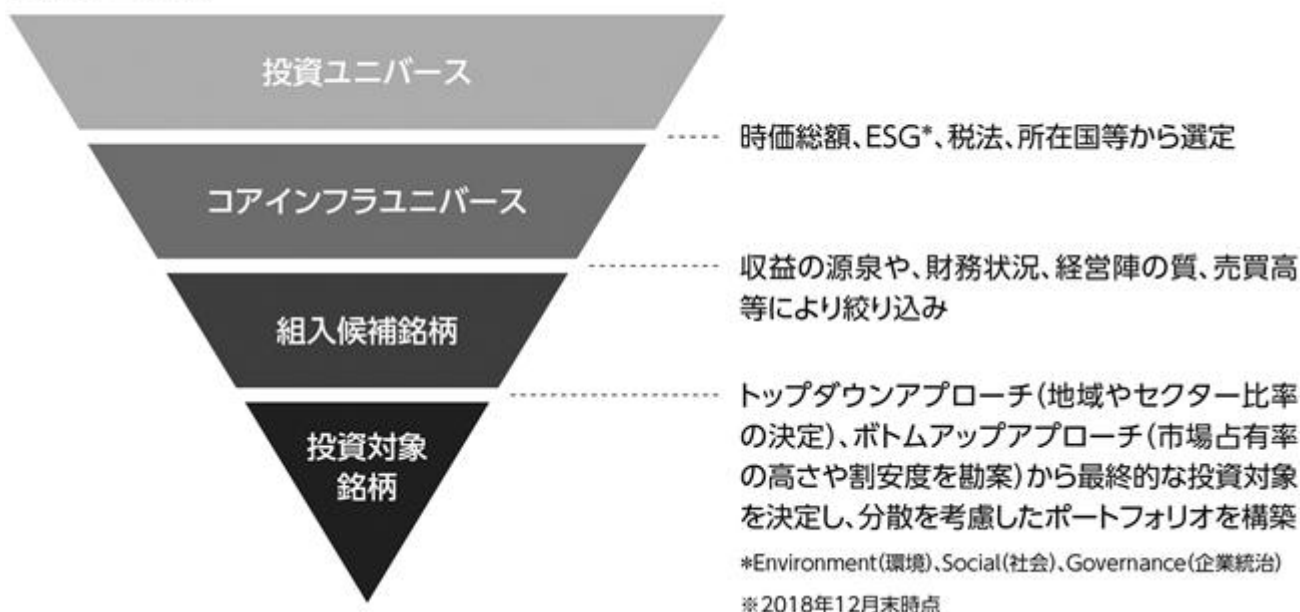 投資ユニバース
時価総額、ESG*、税法、所在国等から選定
コアインフラユニバース
収益の源泉や、財務状況、経営陣の質、売買高
等により絞り込み
組入候補銘柄
トップダウンアプローチ(地域やセクター比率
の決定)、ボトムアップアプローチ(市場占有率
の高さや割安度を勘案)から最終的な投資対象
を決定し、分散を考慮したポートフォリオを構築
投資対象
銘柄
*Environment(環境)、Social(社会)、Governance(企業統治)
※2018年12月末時点